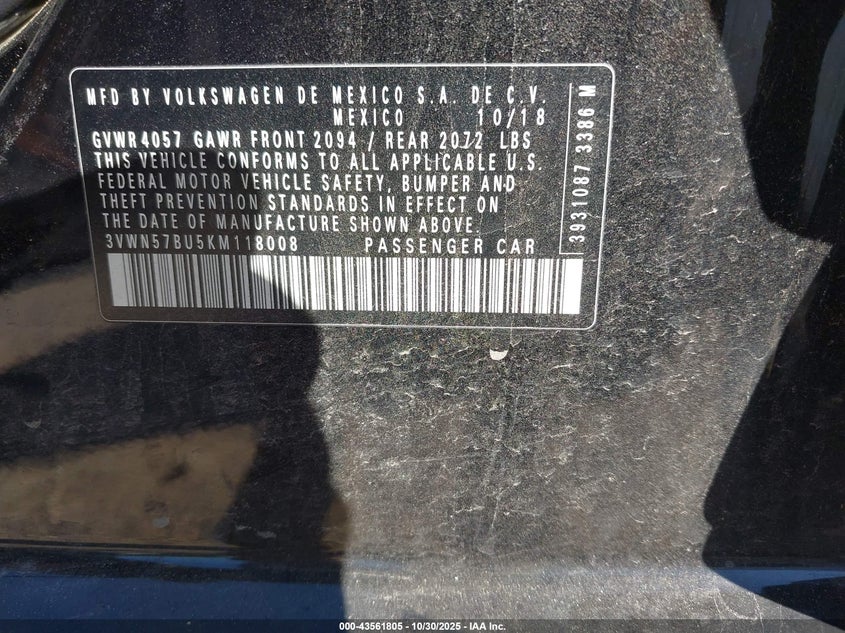 MFD BY VOLKSWAGEN DE MEXICO S.A. DE C.V.
MEXICO 10/18
GVWR 4057 GAWR FRONT 2094 / REAR 2072 LBS
THIS VEHICLE CONFORMS TO ALL APPLICABLE U.S.
FEDERAL MOTOR VEHICLE SAFETY, BUMPER AND
THEFT PREVENTION STANDARDS IN EFFECT ON
THE DATE OF MANUFACTURE SHOWN ABOVE.
3VWN57BU5KM118008 PASSENGER CAR
3931087 3386 M
000-43561805 - 10/30/2025 - IAA Inc.